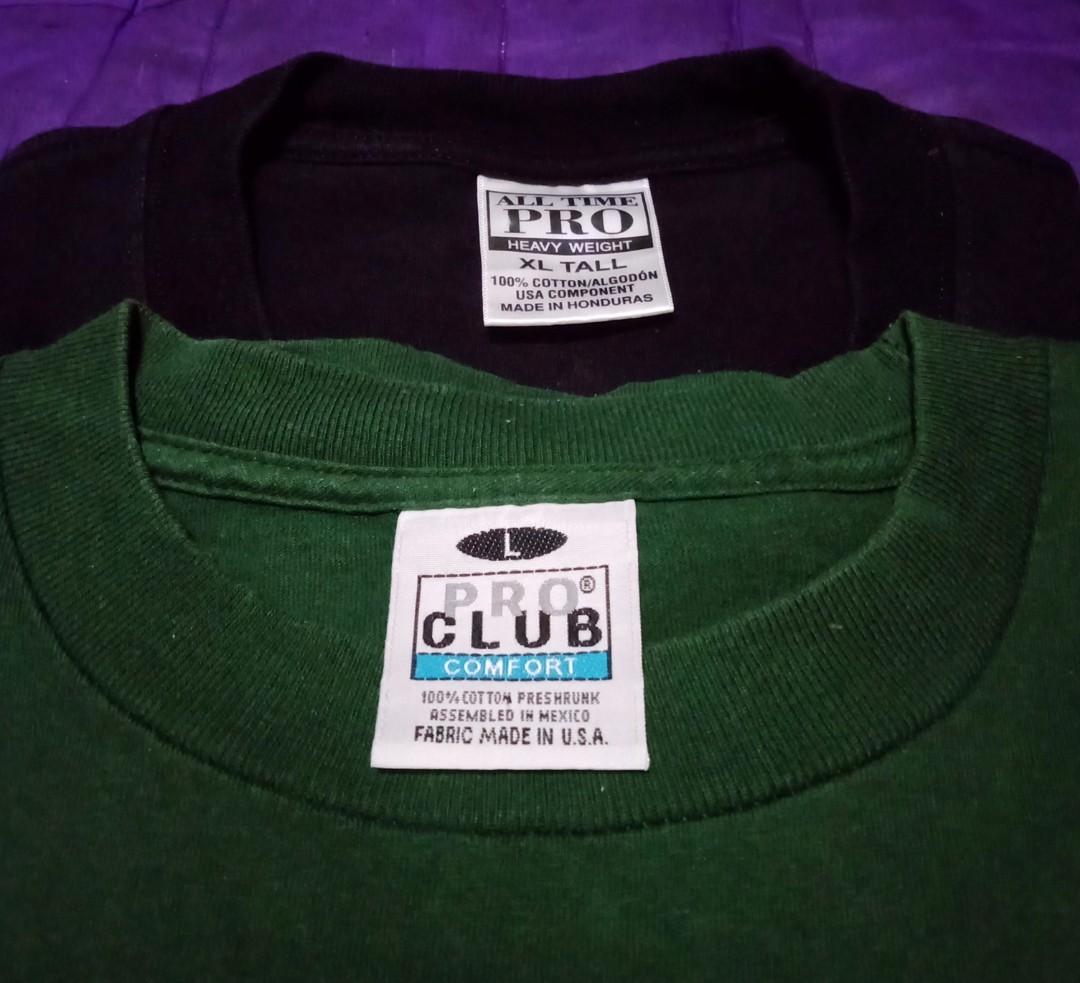 ALL TIME
PRO
HEAVY WEIGHT
XL TALL
100% COTTON/ALGODÓN
USA COMPONENT
MADE IN HONDURAS
L
PRO®
CLUB
COMFORT
100% COTTON PRESHRUNK
ASSEMBLED IN MEXICO
FABRIC MADE IN U.S.A.